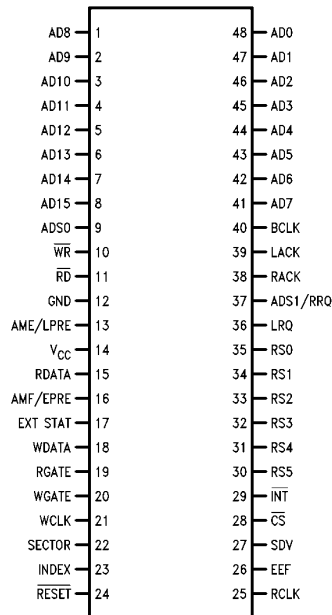 AD8 1 48 AD0
AD9 2 47 AD1
AD10 3 46 AD2
AD11 4 45 AD3
AD12 5 44 AD4
AD13 6 43 AD5
AD14 7 42 AD6
AD15 8 41 AD7
ADS0 9 40 BCLK
W̅R̅ 10 39 LACK
R̅D̅ 11 38 RACK
GND 12 37 ADS1/RRQ
AME/LPRE 13 36 LRQ
VCC 14 35 RS0
RDATA 15 34 RS1
AMF/EPRE 16 33 RS2
EXT STAT 17 32 RS3
WDATA 18 31 RS4
RGATE 19 30 RS5
WGATE 20 29 I̅N̅T̅
WCLK 21 28 C̅S̅
SECTOR 22 27 SDV
INDEX 23 26 EEF
R̅E̅S̅E̅T̅ 24 25 RCLK